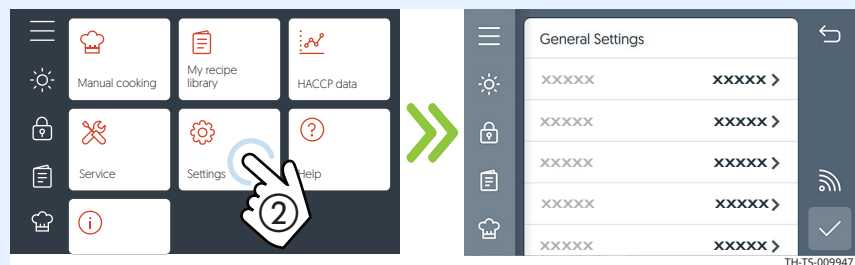 Manual cooking
My recipe
library
HACCP data
Service
Settings
Help
2
General Settings
xxxxx xxxxx
xxxxx xxxxx
xxxxx xxxxx
xxxxx xxxxx
xxxxx xxxxx
TH-TS-009947